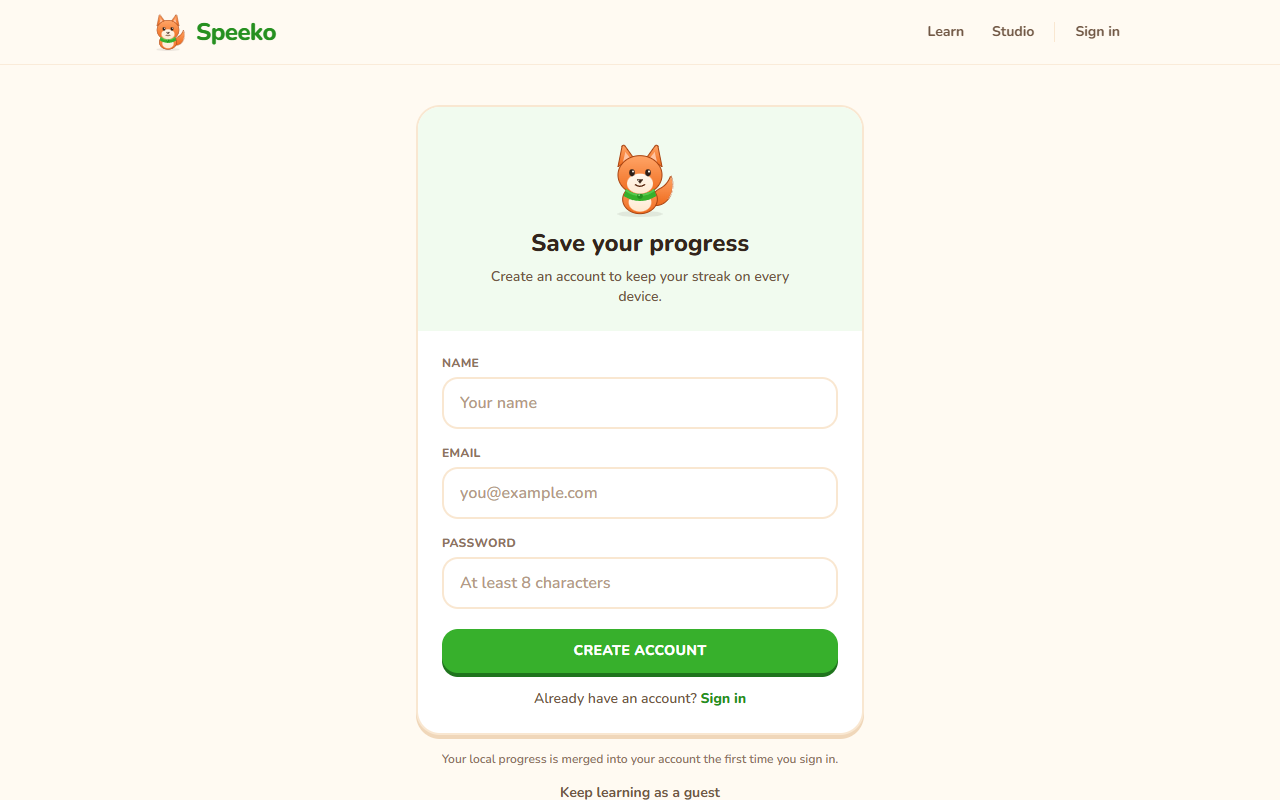 Speeko
Learn
Studio
Sign in
Save your progress
Create an account to keep your streak on every
device.
NAME
Your name
EMAIL
you@example.com
PASSWORD
At least 8 characters
CREATE ACCOUNT
Already have an account? Sign in
Your local progress is merged into your account the first time you sign in.
Keep learning as a guest